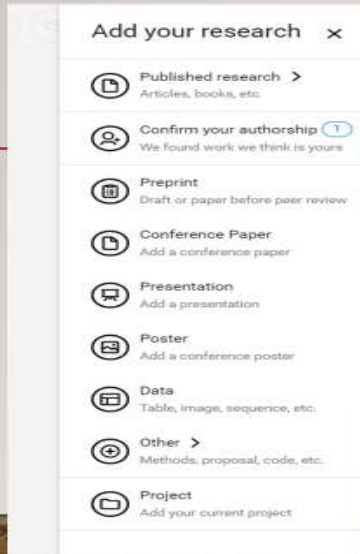 Add your research ×
Published research >
Articles, books, etc.
Confirm your authorship 1
We found work we think is yours
Preprint
Draft or paper before peer review
Conference Paper
Add a conference paper
Presentation
Add a presentation
Poster
Add a conference poster
Data
Table, image, sequence, etc.
Other >
Methods, proposal, code, etc.
Project
Add your current project